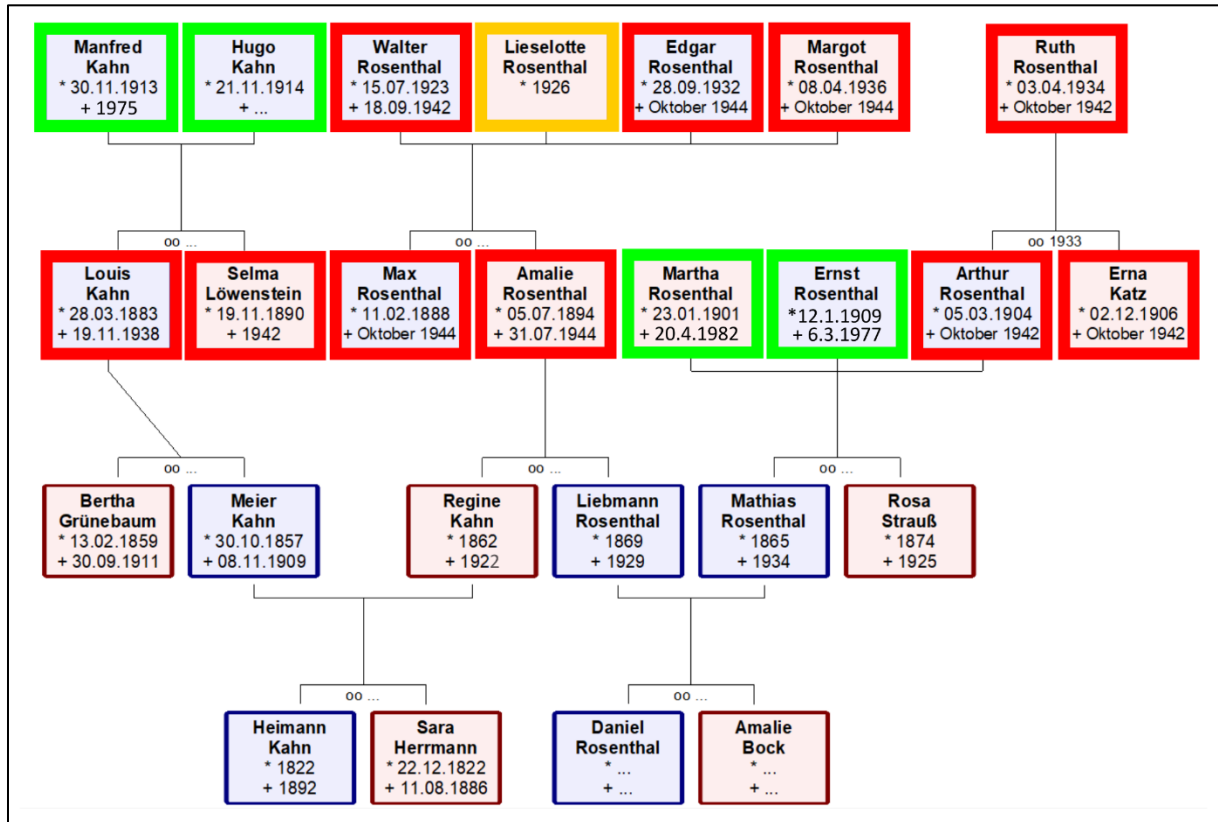 Manfred
Kahn
* 30.11.1913
+ 1975
Hugo
Kahn
* 21.11.1914
+ ...
Walter
Rosenthal
* 15.07.1923
+ 18.09.1942
Lieselotte
Rosenthal
* 1926
Edgar
Rosenthal
* 28.09.1932
+ Oktober 1944
Margot
Rosenthal
* 08.04.1936
+ Oktober 1944
Ruth
Rosenthal
* 03.04.1934
+ Oktober 1942
oo ...
oo ...
oo 1933
Louis
Kahn
* 28.03.1883
+ 19.11.1938
Selma
Löwenstein
* 19.11.1890
+ 1942
Max
Rosenthal
* 11.02.1888
+ Oktober 1944
Amalie
Rosenthal
* 05.07.1894
+ 31.07.1944
Martha
Rosenthal
* 23.01.1901
+ 20.4.1982
Ernst
Rosenthal
*12.1.1909
+ 6.3.1977
Arthur
Rosenthal
* 05.03.1904
+ Oktober 1942
Erna
Katz
* 02.12.1906
+ Oktober 1942
oo ...
oo ...
oo ...
Bertha
Grünebaum
* 13.02.1859
+ 30.09.1911
Meier
Kahn
* 30.10.1857
+ 08.11.1909
Regine
Kahn
* 1862
+ 1922
Liebmann
Rosenthal
* 1869
+ 1929
Mathias
Rosenthal
* 1865
+ 1934
Rosa
Strauß
* 1874
+ 1925
oo ...
oo ...
Heimann
Kahn
* 1822
+ 1892
Sara
Herrmann
* 22.12.1822
+ 11.08.1886
Daniel
Rosenthal
* ...
+ ...
Amalie
Bock
* ...
+ ...